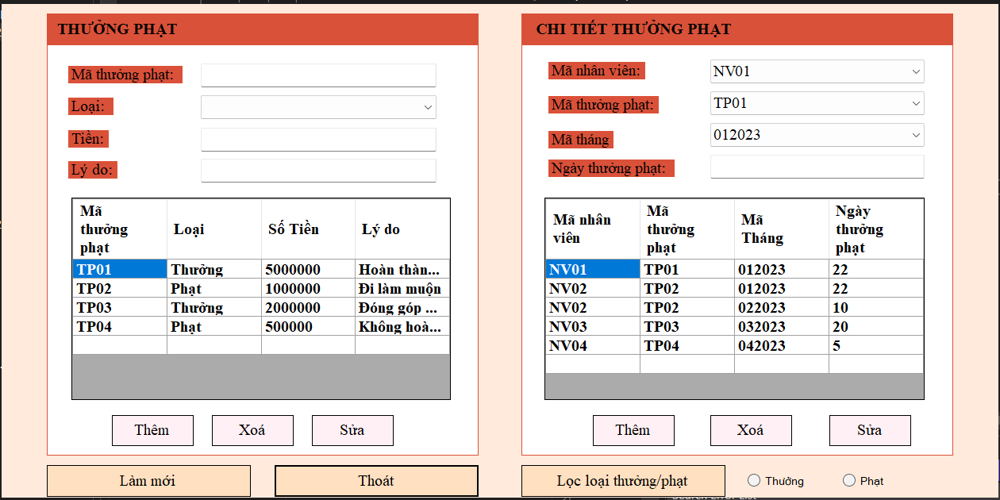 THƯỞNG PHẠT
Mã thưởng phạt:
Loại:
Tiền:
Lý do:
Mã thưởng phạt Loại Số Tiền Lý do
TP01 Thưởng 5000000 Hoàn thàn...
TP02 Phạt 1000000 Đi làm muộn
TP03 Thưởng 2000000 Đóng góp ...
TP04 Phạt 500000 Không hoà...
Thêm Xoá Sửa
Làm mới Thoát
CHI TIẾT THƯỞNG PHẠT
Mã nhân viên: NV01
Mã thưởng phạt: TP01
Mã tháng 012023
Ngày thưởng phạt:
Mã nhân viên Mã thưởng phạt Mã Tháng Ngày thưởng phạt
NV01 TP01 012023 22
NV02 TP02 012023 22
NV02 TP02 022023 10
NV03 TP03 032023 20
NV04 TP04 042023 5
Thêm Xoá Sửa
Lọc loại thưởng/phạt Thưởng Phạt